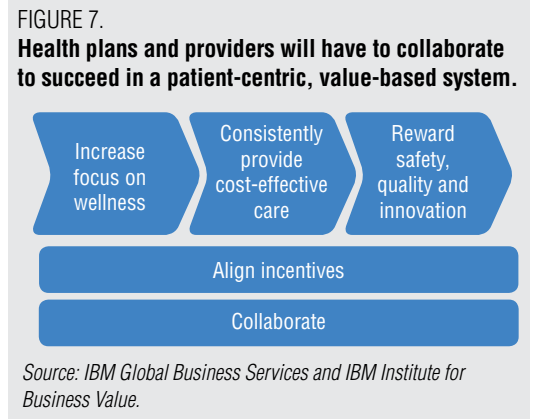 FIGURE 7.
Health plans and providers will have to collaborate
to succeed in a patient-centric, value-based system.
Increase
focus on
wellness
Consistently
provide
cost-effective
care
Reward
safety,
quality and
innovation
Align incentives
Collaborate
Source: IBM Global Business Services and IBM Institute for
Business Value.